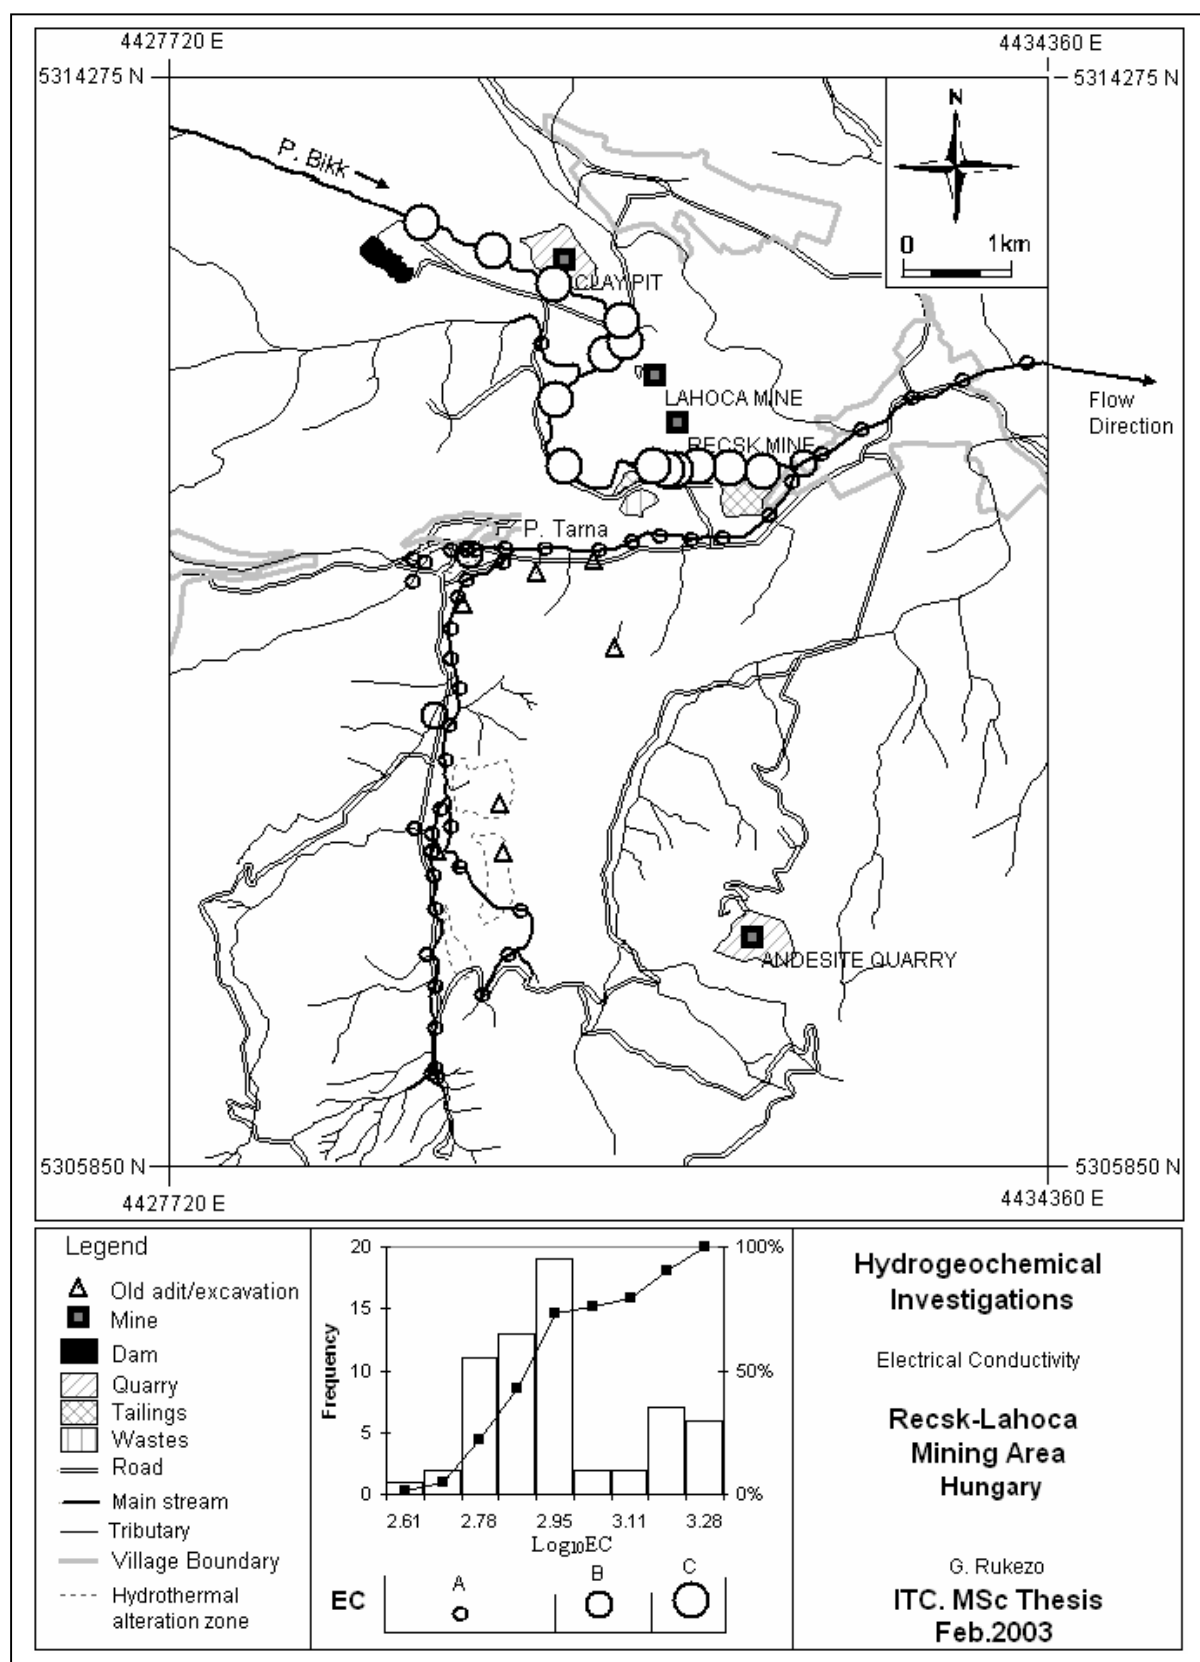 4427720 E
4434360 E
5314275 N
5314275 N
N
P. Bikk
0 1km
CLAY PIT
LAHOCA MINE
Flow
Direction
RECSK MINE
P. Tarna
ANDESITE QUARRY
5305850 N
5305850 N
4427720 E
4434360 E
Legend
Old adit/excavation
Mine
Dam
Quarry
Tailings
Wastes
Road
Main stream
Tributary
Village Boundary
Hydrothermal
alteration zone
Frequency
20
15
10
5
0
100%
50%
0%
2.61 2.78 2.95 3.11 3.28
Log10EC
EC
A
B
C
Hydrogeochemical
Investigations
Electrical Conductivity
Recsk-Lahoca
Mining Area
Hungary
G. Rukezo
ITC. MSc Thesis
Feb.2003